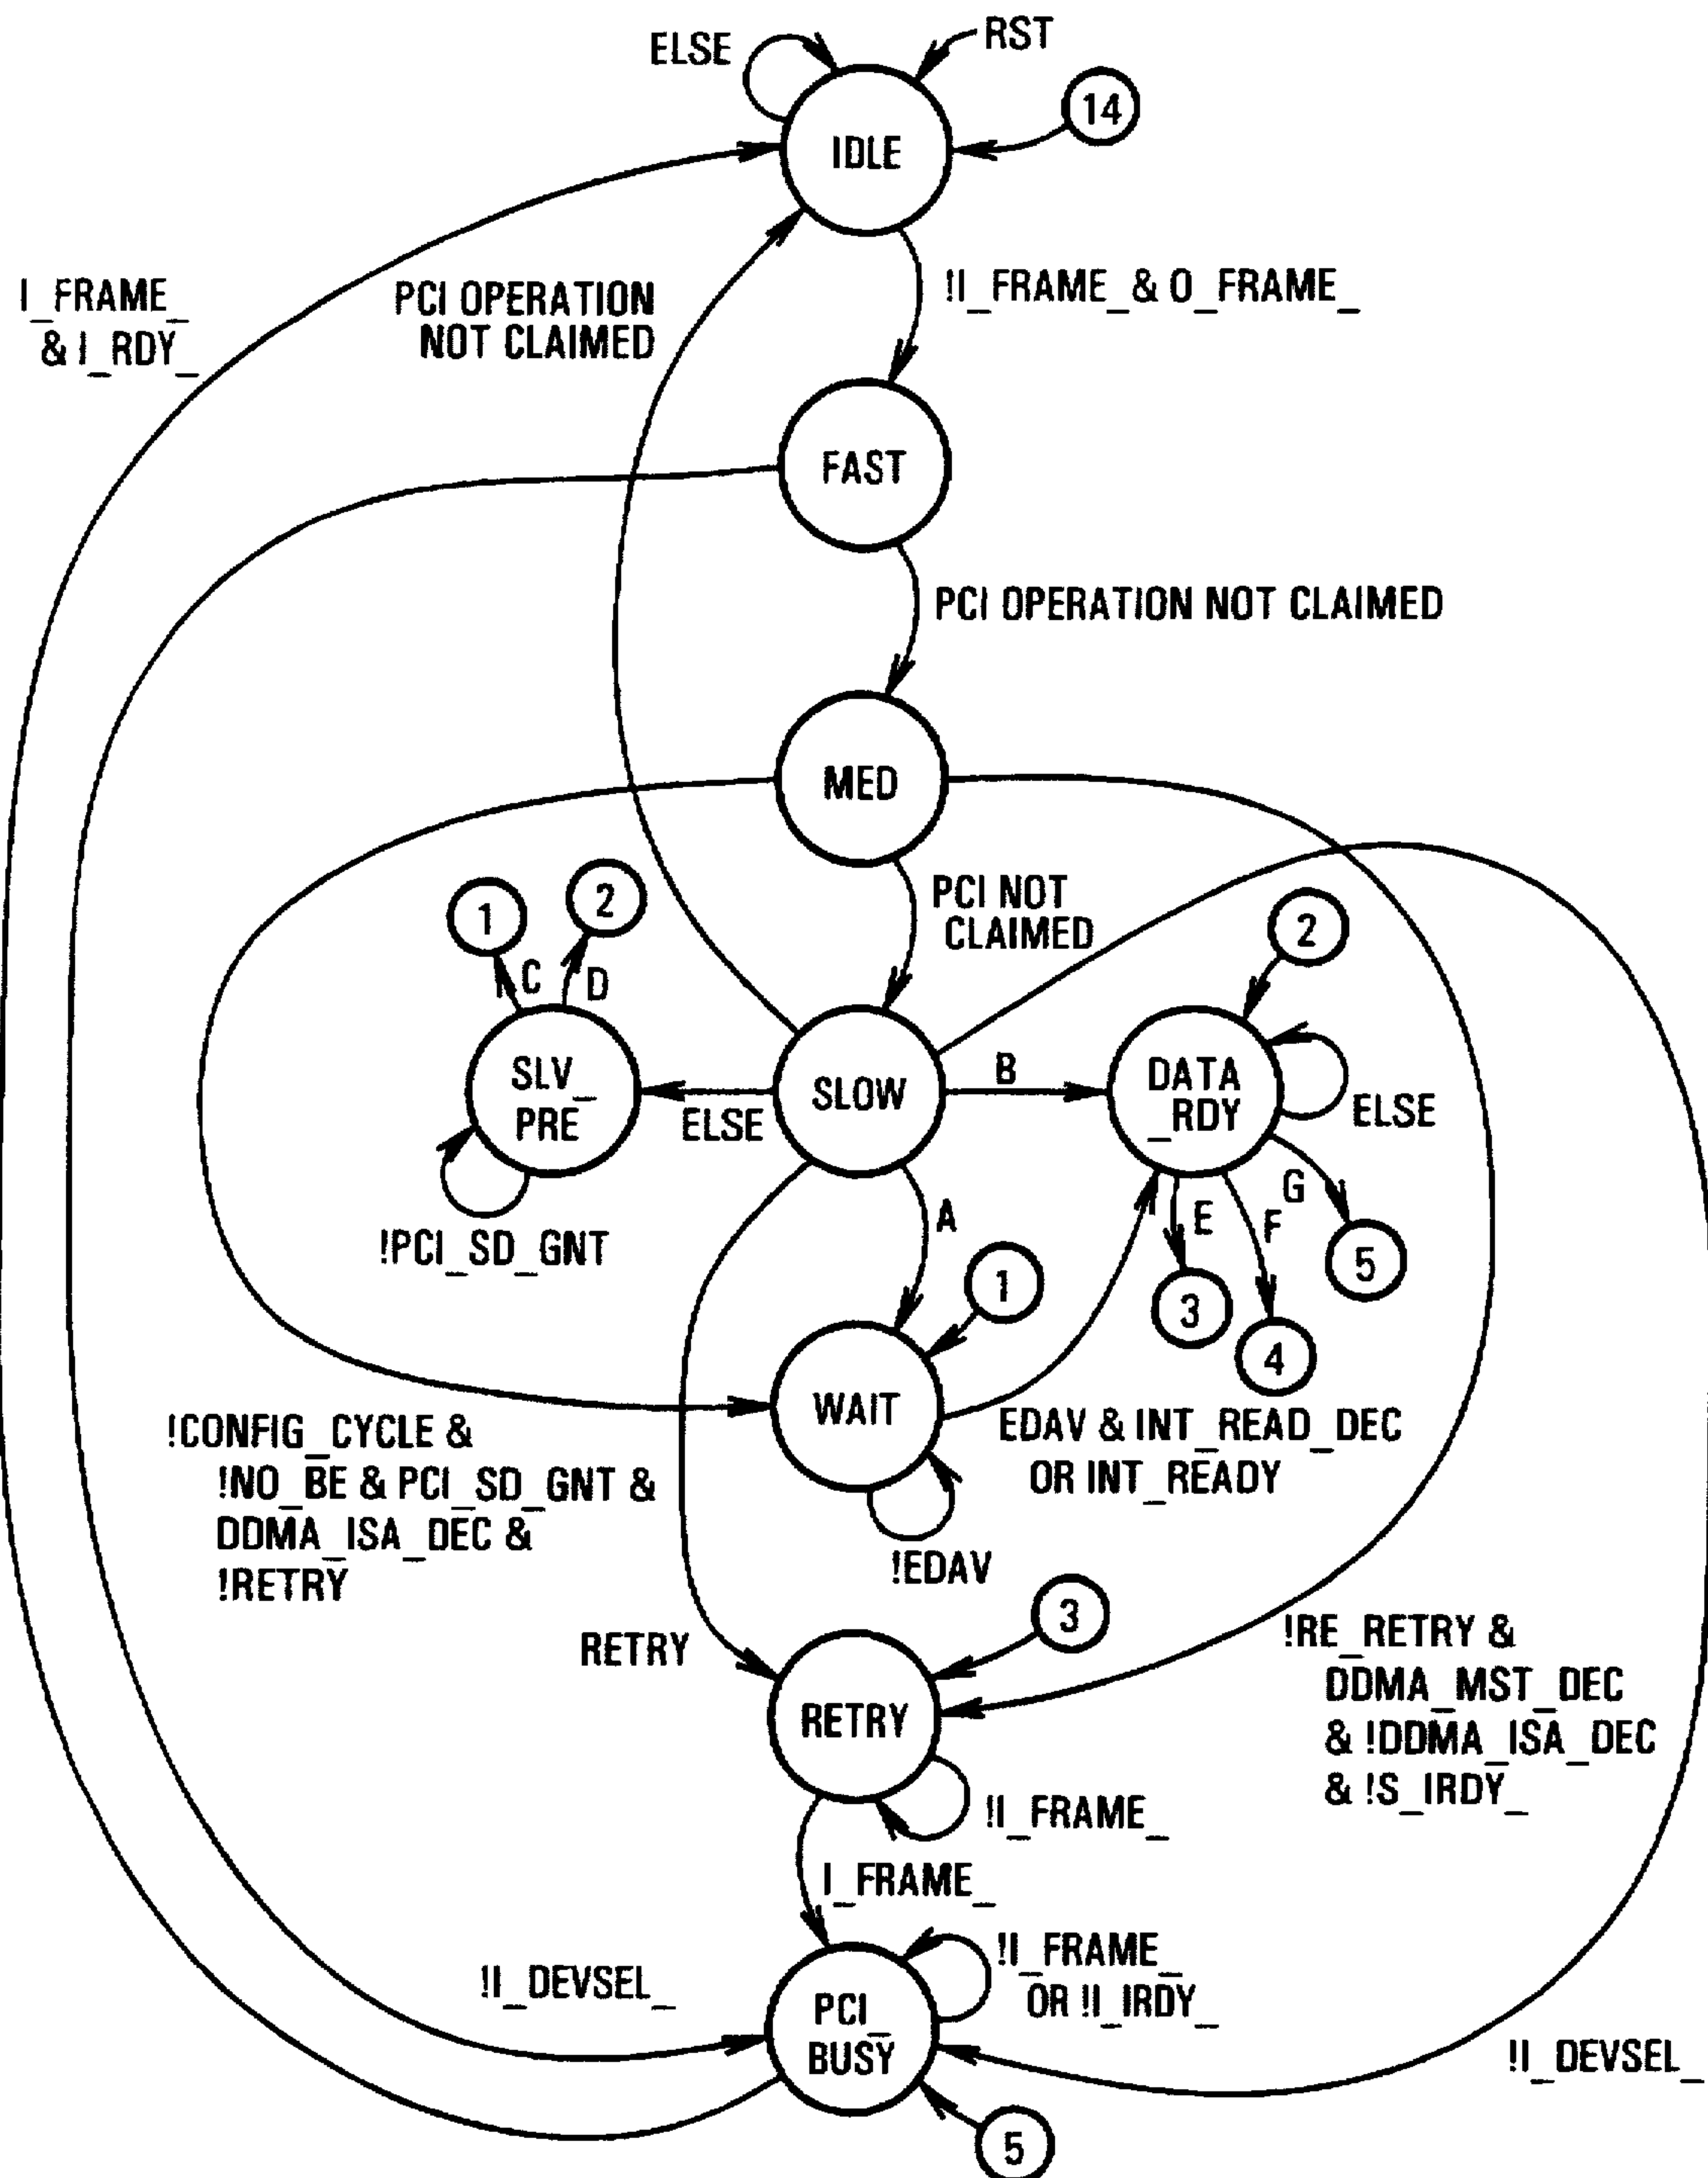 ELSE
RST
14
IDLE
I_FRAME_
& I_RDY_
PCI OPERATION
NOT CLAIMED
!I_FRAME_ & O_FRAME_
FAST
PCI OPERATION NOT CLAIMED
MED
PCI NOT
CLAIMED
1
2
C
D
2
SLV_
PRE
ELSE
SLOW
B
DATA
_RDY
ELSE
!PCI_SD_GNT
A
E
F
G
1
3
4
5
WAIT
EDAV & INT_READ_DEC
OR INT_READY
!CONFIG_CYCLE &
!NO_BE & PCI_SD_GNT &
DDMA_ISA_DEC &
!RETRY
!EDAV
3
RETRY
RETRY
!RE_RETRY &
DDMA_MST_DEC
& !DDMA_ISA_DEC
& !S_IRDY_
!I_FRAME_
I_FRAME_
!I_FRAME_
OR !I_IRDY_
!I_DEVSEL_
PCI_
BUSY
!I_DEVSEL_
5